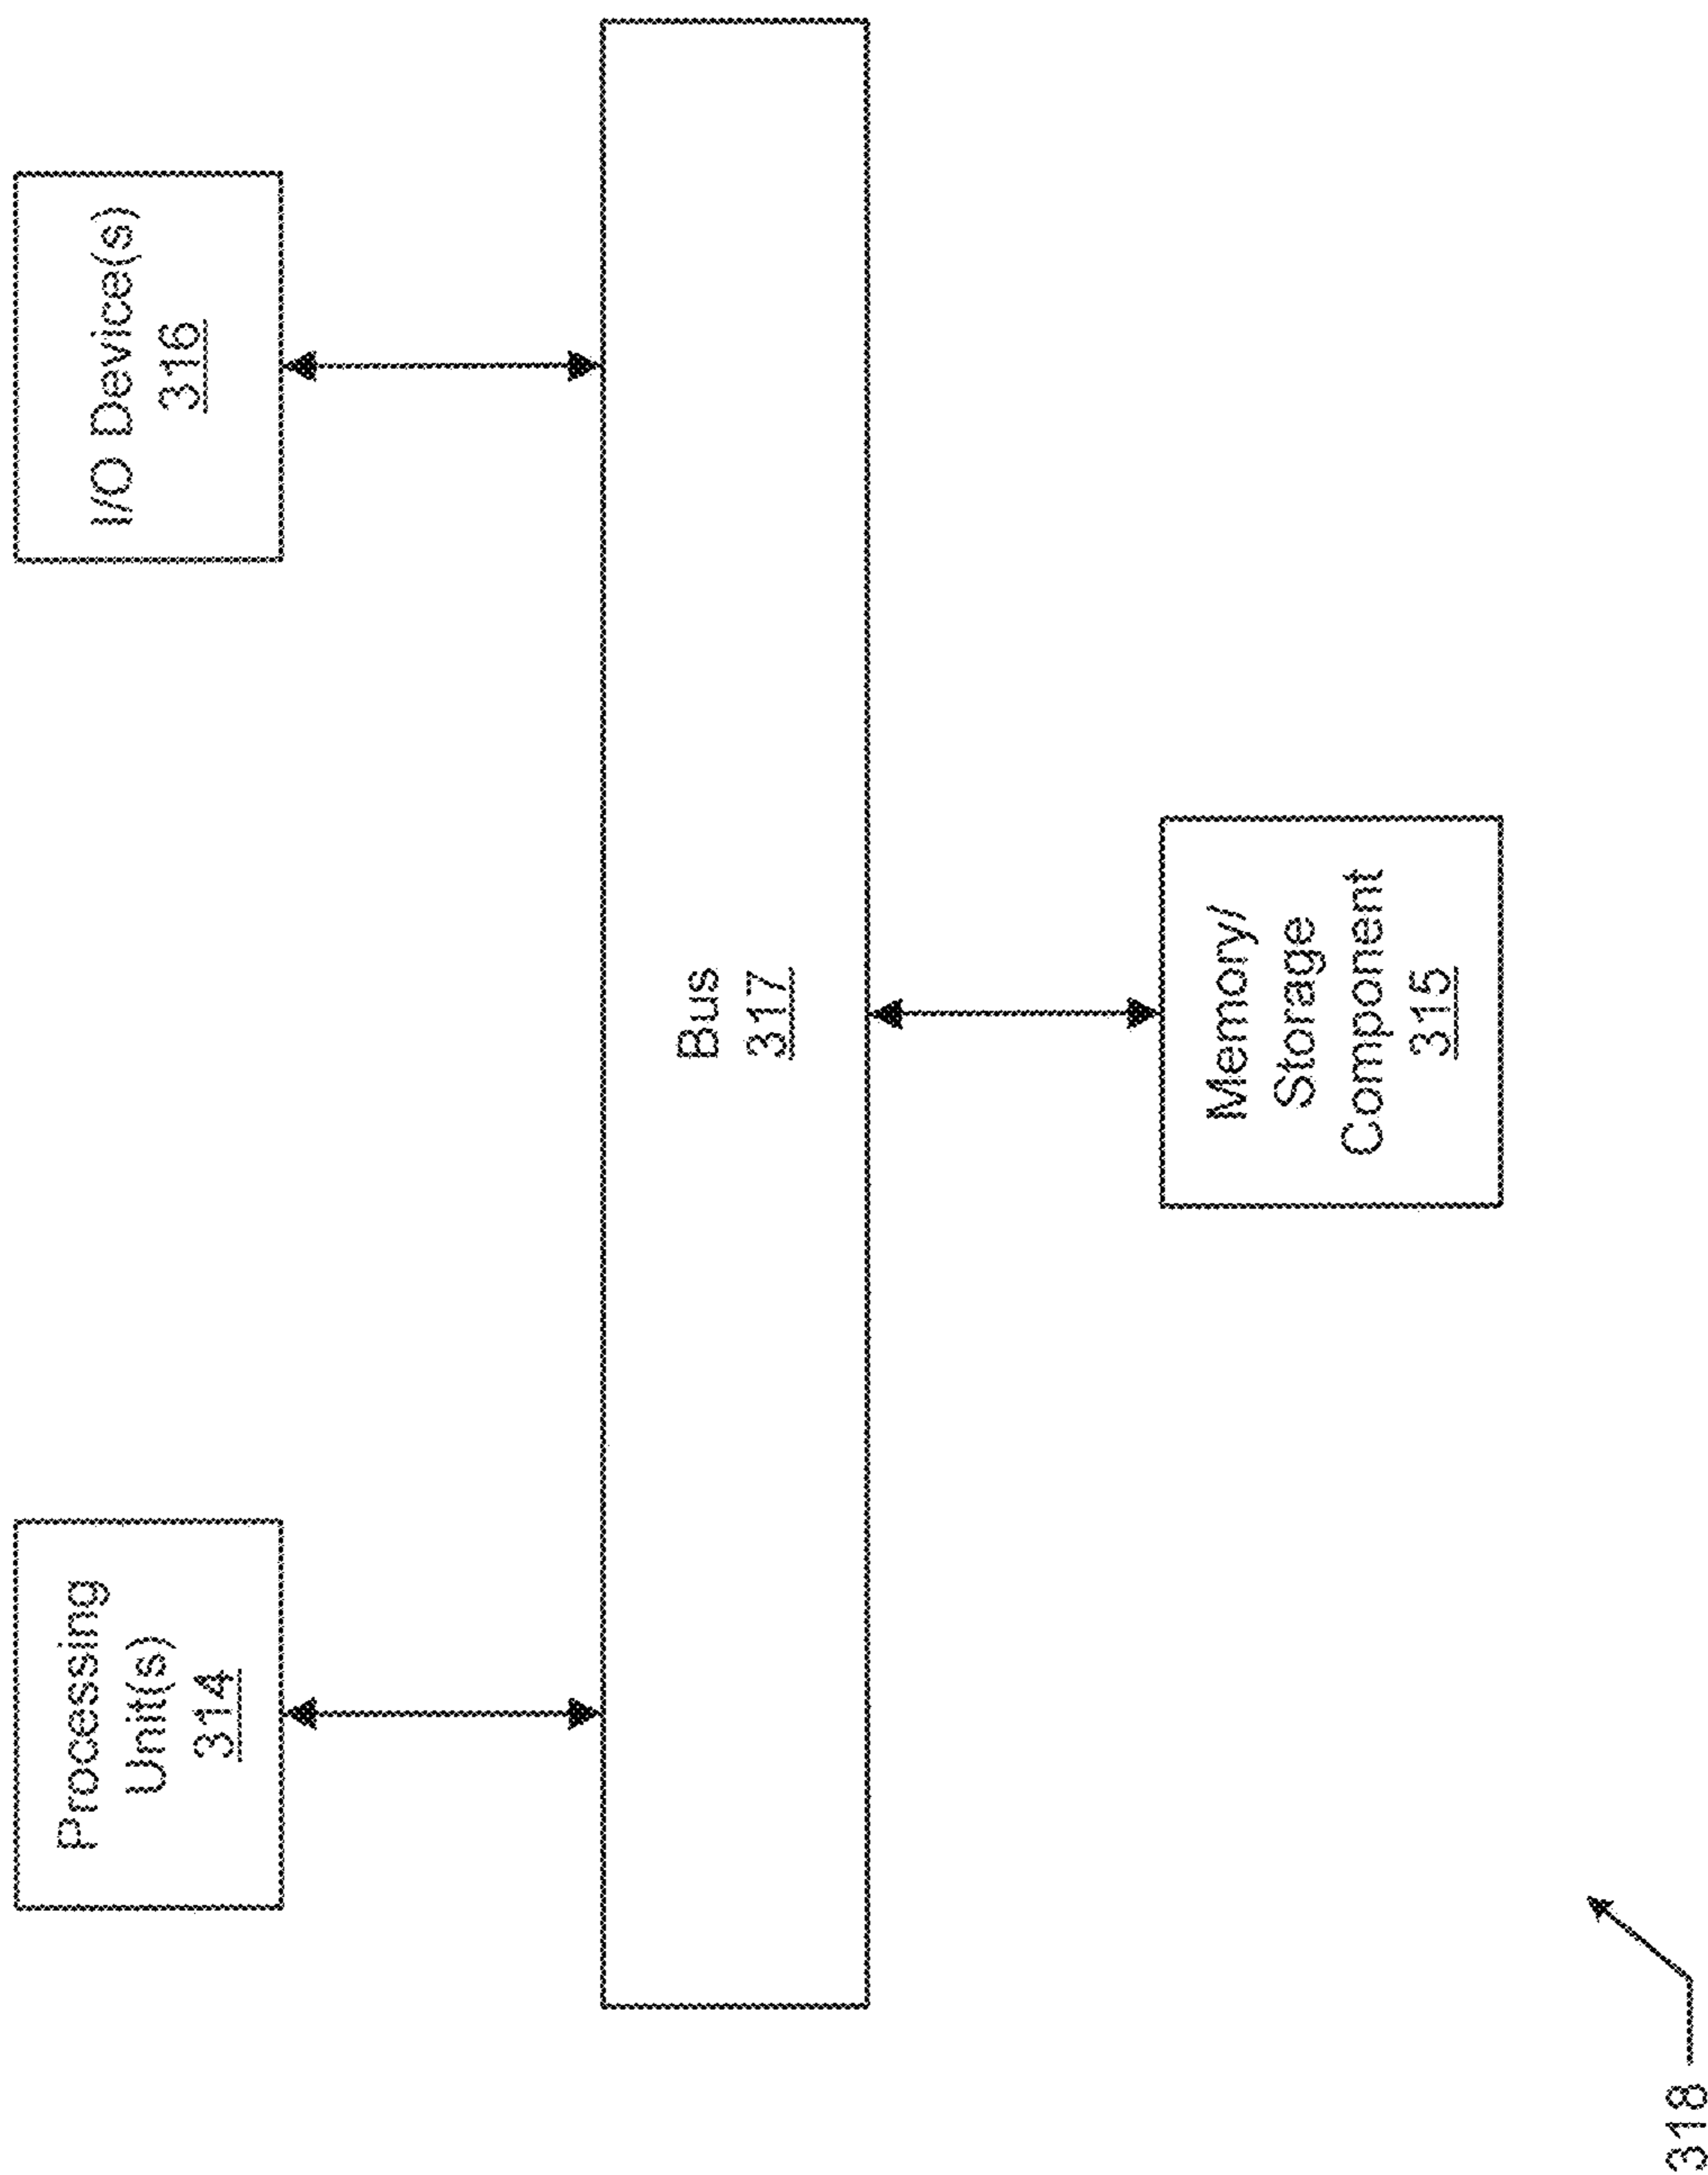 Processing
Unit(s)
314
I/O Device(s)
316
Bus
317
Memory/
Storage
Component
315
318